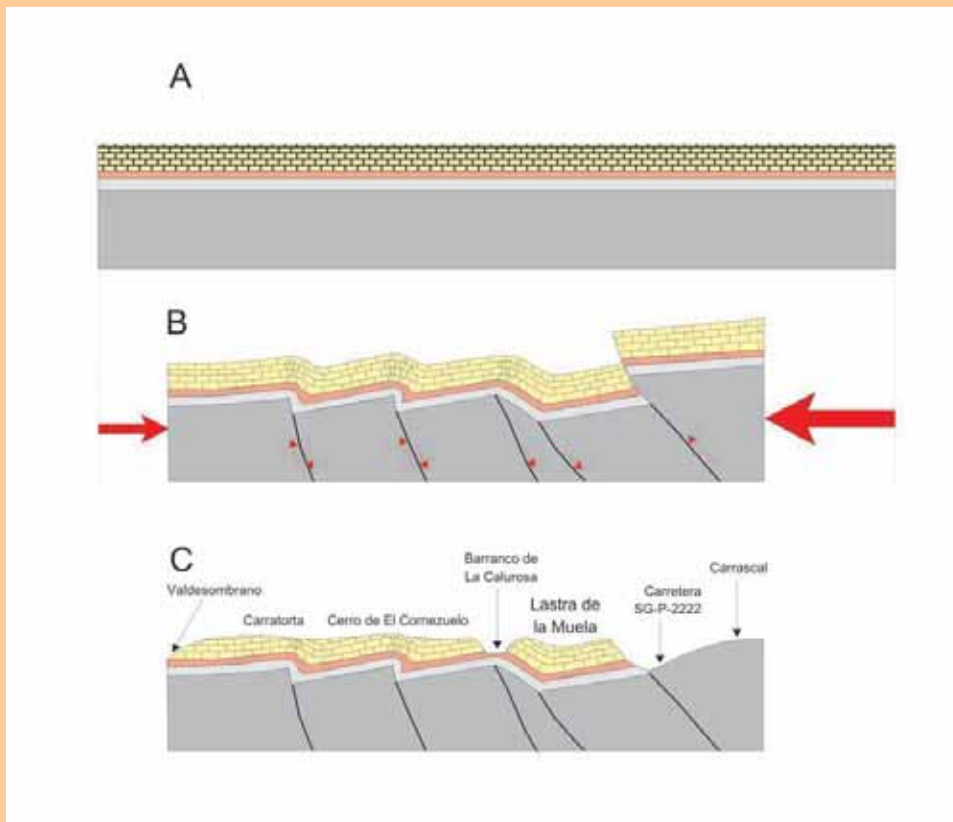 A
B
C
Valdesombrano
Carratorta
Cerro de El Cornezuelo
Barranco de
La Calurosa
Lastra de
la Muela
Carretera
SG-P-2222
Carrascal